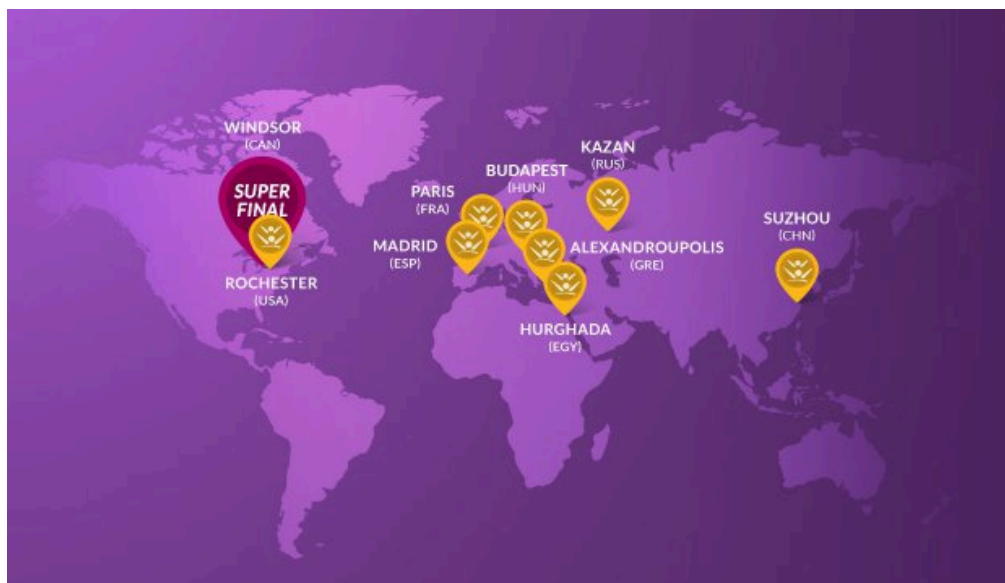 WINDSOR
(CAN)
SUPER
FINAL
ROCHESTER
(USA)
PARIS
(FRA)
MADRID
(ESP)
BUDAPEST
(HUN)
KAZAN
(RUS)
ALEXANDROUPOLIS
(GRE)
HURGHADA
(EGY)
SUZHOU
(CHN)